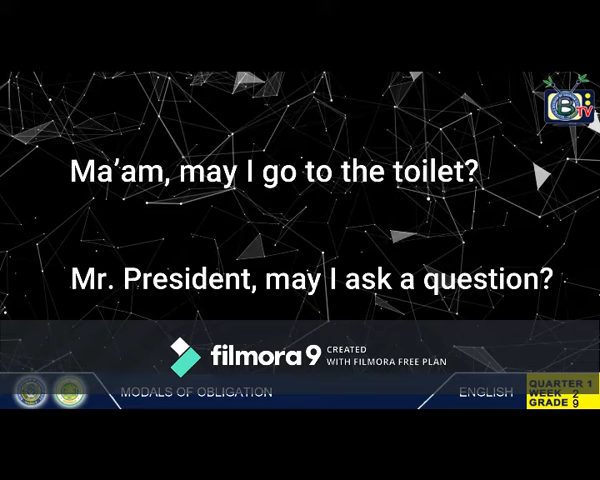 B
TV
Ma’am, may I go to the toilet?
Mr. President, may I ask a question?
filmora 9 CREATED
WITH FILMORA FREE PLAN
MODALS OF OBLIGATION
ENGLISH
QUARTER 1
WEEK 2
GRADE 9